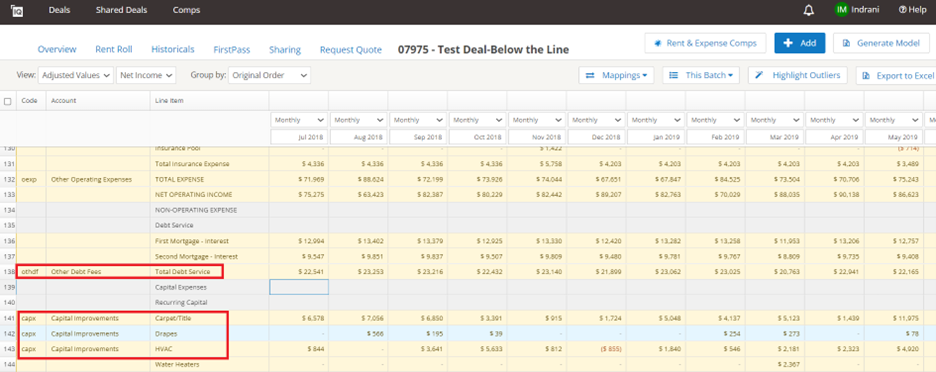 IQ Deals Shared Deals Comps IM Indrani Help
Overview Rent Roll Historicals FirstPass Sharing Request Quote 07975 - Test Deal-Below the Line Rent & Expense Comps Add Generate Model
View: Adjusted Values Net Income Group by: Original Order Mappings This Batch Highlight Outliers Export to Excel
Code Account Line Item
Monthly Monthly Monthly Monthly Monthly Monthly Monthly Monthly Monthly Monthly Monthly
Jul 2018 Aug 2018 Sep 2018 Oct 2018 Nov 2018 Dec 2018 Jan 2019 Feb 2019 Mar 2019 Apr 2019 May 2019
130 Insurance Pool - - - - $ 1,422 - - - - - ($ 714)
131 Total Insurance Expense $ 4,336 $ 4,336 $ 4,336 $ 4,336 $ 5,758 $ 4,203 $ 4,203 $ 4,203 $ 4,203 $ 4,203 $ 3,489
132 oexp Other Operating Expenses TOTAL EXPENSE $ 71,969 $ 88,624 $ 72,199 $ 73,926 $ 74,044 $ 67,651 $ 67,847 $ 84,525 $ 73,504 $ 70,706 $ 75,243
133 NET OPERATING INCOME $ 75,275 $ 63,423 $ 82,387 $ 80,229 $ 82,442 $ 89,207 $ 82,763 $ 70,029 $ 88,035 $ 90,138 $ 86,623
134 NON-OPERATING EXPENSE
135 Debt Service
136 First Mortgage - Interest $ 12,994 $ 13,402 $ 13,379 $ 12,925 $ 13,330 $ 12,420 $ 13,282 $ 13,258 $ 11,953 $ 13,206 $ 12,757
137 Second Mortgage - Interest $ 9,547 $ 9,851 $ 9,837 $ 9,507 $ 9,809 $ 9,480 $ 9,781 $ 9,767 $ 8,809 $ 9,735 $ 9,408
138 othdf Other Debt Fees Total Debt Service $ 22,541 $ 23,253 $ 23,216 $ 22,432 $ 23,140 $ 21,899 $ 23,062 $ 23,025 $ 20,763 $ 22,941 $ 22,165
139 Capital Expenses
140 Recurring Capital
141 capx Capital Improvements Carpet/Title $ 6,578 $ 7,056 $ 6,850 $ 3,391 $ 915 $ 1,724 $ 5,048 $ 4,137 $ 5,123 $ 1,439 $ 11,975
142 capx Capital Improvements Drapes - $ 566 $ 195 $ 39 - - - $ 254 $ 273 - $ 78
143 capx Capital Improvements HVAC $ 844 - $ 3,641 $ 5,633 $ 812 ($ 855) $ 1,840 $ 546 $ 2,181 $ 2,323 $ 4,920
144 Water Heaters - - - - - - - - $ 2,367 - -